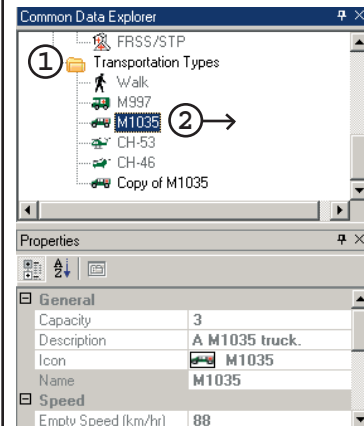 Common Data Explorer
FRSS/STP
1
Transportation Types
Walk
M997
M1035
2
CH-53
CH-46
Copy of M1035
Properties
General
Capacity 3
Description A M1035 truck.
Icon M1035
Name M1035
Speed
Empty Speed (km/hr) 88